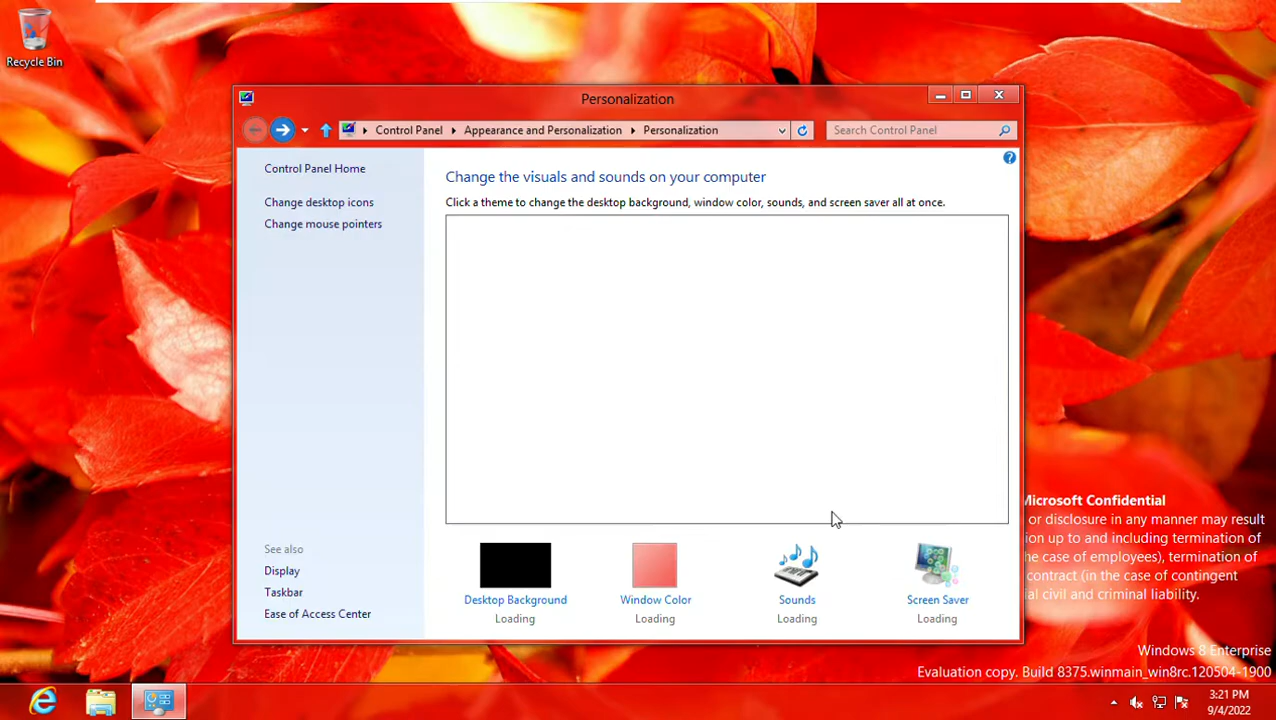 Recycle Bin
Personalization
Control Panel
Appearance and Personalization
Personalization
Search Control Panel
Control Panel Home
Change desktop icons
Change mouse pointers
Change the visuals and sounds on your computer
Click a theme to change the desktop background, window color, sounds, and screen saver all at once.
See also
Display
Taskbar
Ease of Access Center
Desktop Background
Loading
Window Color
Loading
Sounds
Loading
Screen Saver
Loading
Microsoft Confidential
or disclosure in any manner may result
ion up to and including termination of
he case of employees), termination of
contract (in the case of contingent
al civil and criminal liability.
Windows 8 Enterprise
Evaluation copy. Build 8375.winmain_win8rc.120504-1900
3:21 PM
9/4/2022